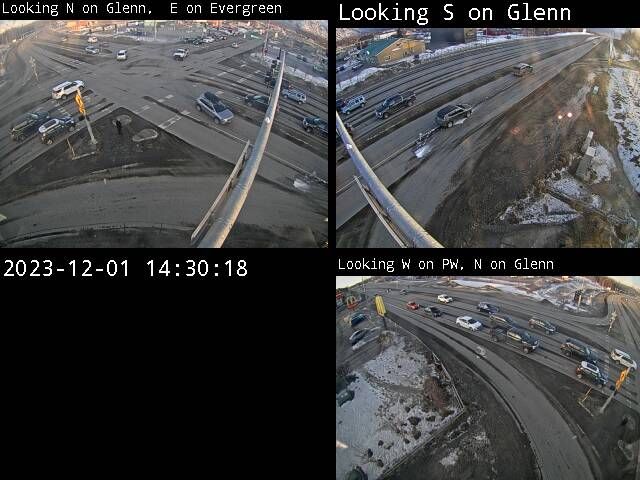 Looking N on Glenn, E on Evergreen
Looking S on Glenn
2023-12-01 14:30:18
Looking W on PW, N on Glenn